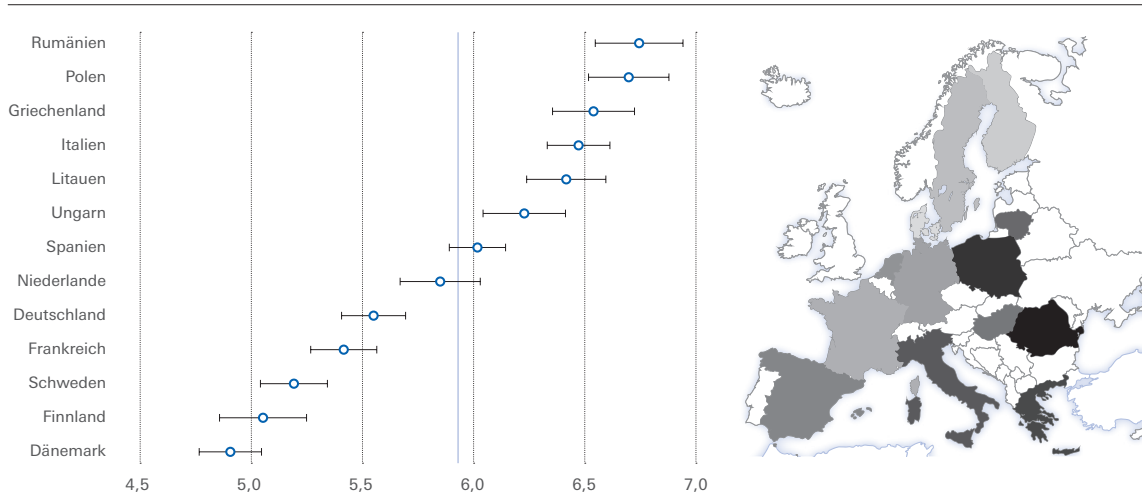 Rumänien
Polen
Griechenland
Italien
Litauen
Ungarn
Spanien
Niederlande
Deutschland
Frankreich
Schweden
Finnland
Dänemark
4,5 5,0 5,5 6,0 6,5 7,0